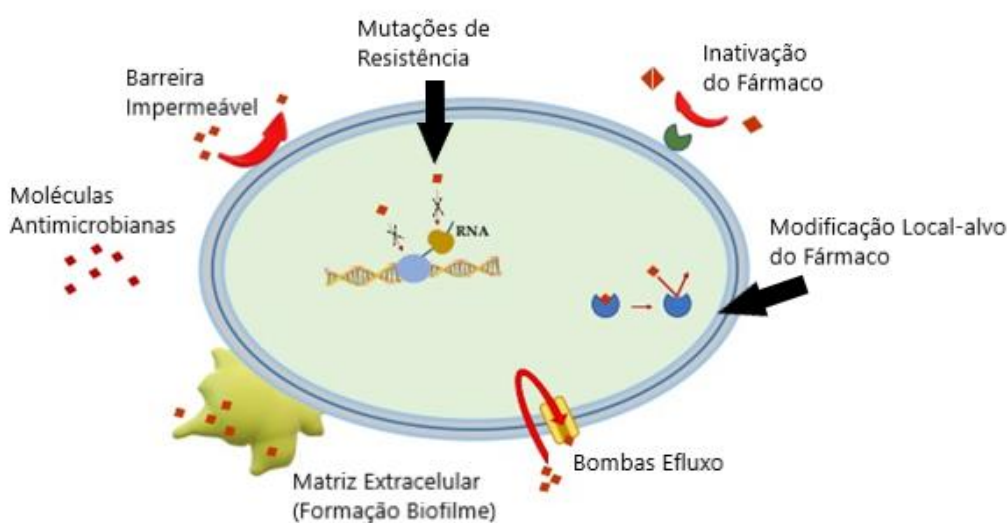 Mutações de
Resistência
Inativação
do Fármaco
Barreira
Impermeável
Moléculas
Antimicrobianas
RNA
Modificação Local-alvo
do Fármaco
Bombas Efluxo
Matriz Extracelular
(Formação Biofilme)